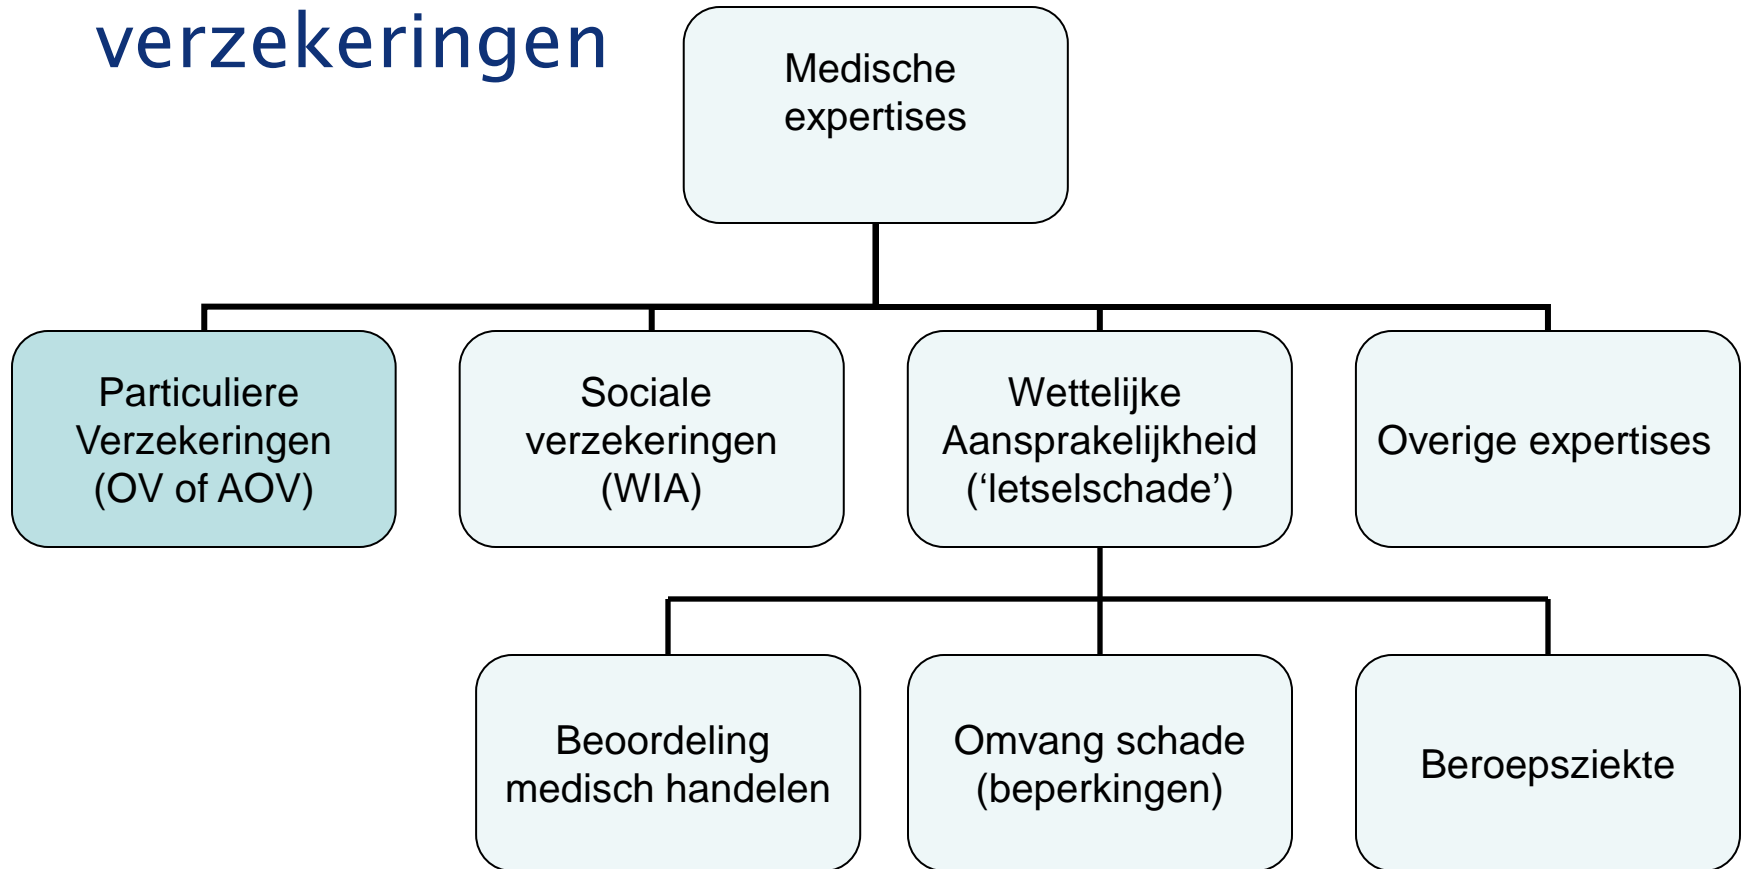 verzekeringen
Medische
expertises
Particuliere
Verzekeringen
(OV of AOV)
Sociale
verzekeringen
(WIA)
Wettelijke
Aansprakelijkheid
(‘letselschade’)
Overige expertises
Beoordeling
medisch handelen
Omvang schade
(beperkingen)
Beroepsziekte